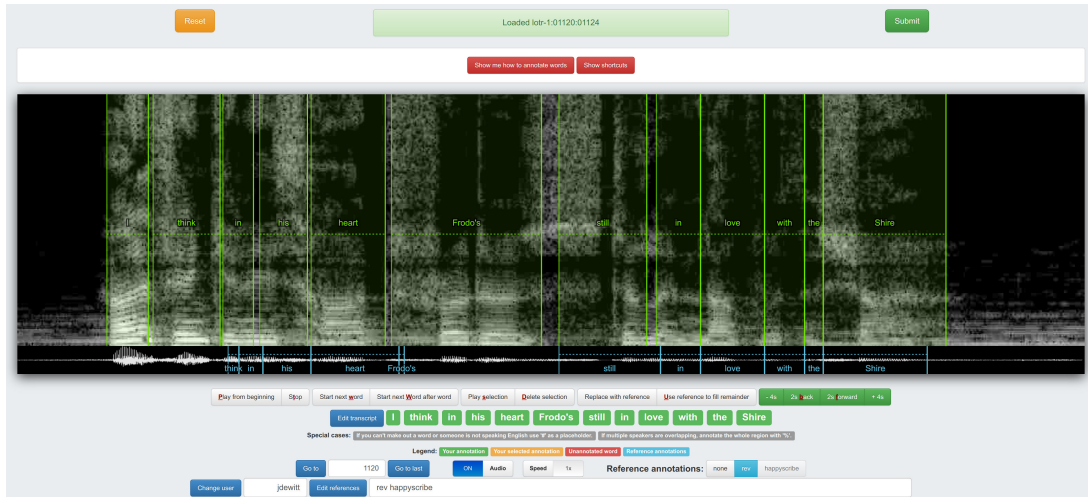 Reset Loaded lotr-1:01120:01124 Submit
Show me how to annotate words Show shortcuts
I think in his heart Frodo's still in love with the Shire
think in his heart Frodo's still in love with the Shire
Play from beginning Stop Start next word Start next Word after word Play selection Delete selection Replace with reference Use reference to fill remainder - 4s 2s back 2s forward + 4s
Edit transcript I think in his heart Frodo's still in love with the Shire
Special cases: If you can't make out a word or someone is not speaking English use '#' as a placeholder. If multiple speakers are overlapping, annotate the whole region with '%'.
Legend: Your annotation Your selected annotation Unannotated word Reference annotations
Go to 1120 Go to last ON Audio Speed 1s Reference annotations: none rev happyscribe
Change user jdewitt Edit references rev happyscribe